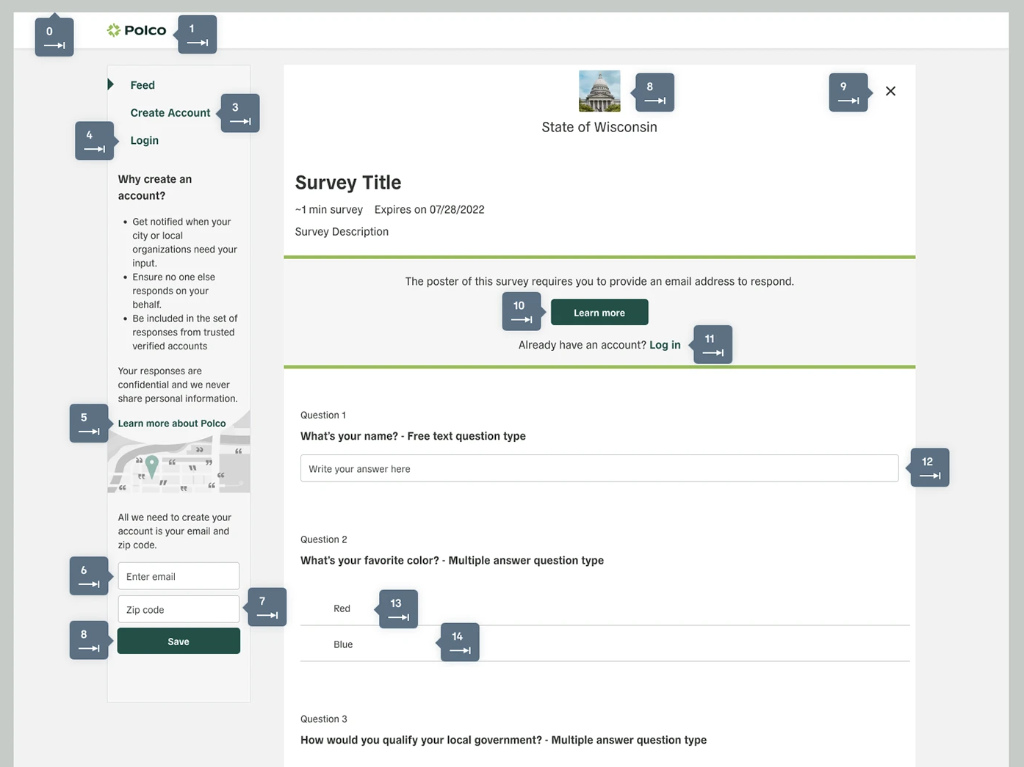 0
Polco
1
Feed
Create Account
3
4
Login
Why create an
account?
• Get notified when your
city or local
organizations need your
input.
• Ensure no one else
responds on your
behalf.
• Be included in the set of
responses from trusted
verified accounts
Your responses are
confidential and we never
share personal information.
5
Learn more about Polco
All we need to create your
account is your email and
zip code.
6
Enter email
Zip code
7
8
Save
8
9
State of Wisconsin
Survey Title
~1 min survey Expires on 07/28/2022
Survey Description
The poster of this survey requires you to provide an email address to respond.
10
Learn more
Already have an account? Log in
11
Question 1
What's your name? - Free text question type
Write your answer here
12
Question 2
What's your favorite color? - Multiple answer question type
Red
13
Blue
14
Question 3
How would you qualify your local government? - Multiple answer question type